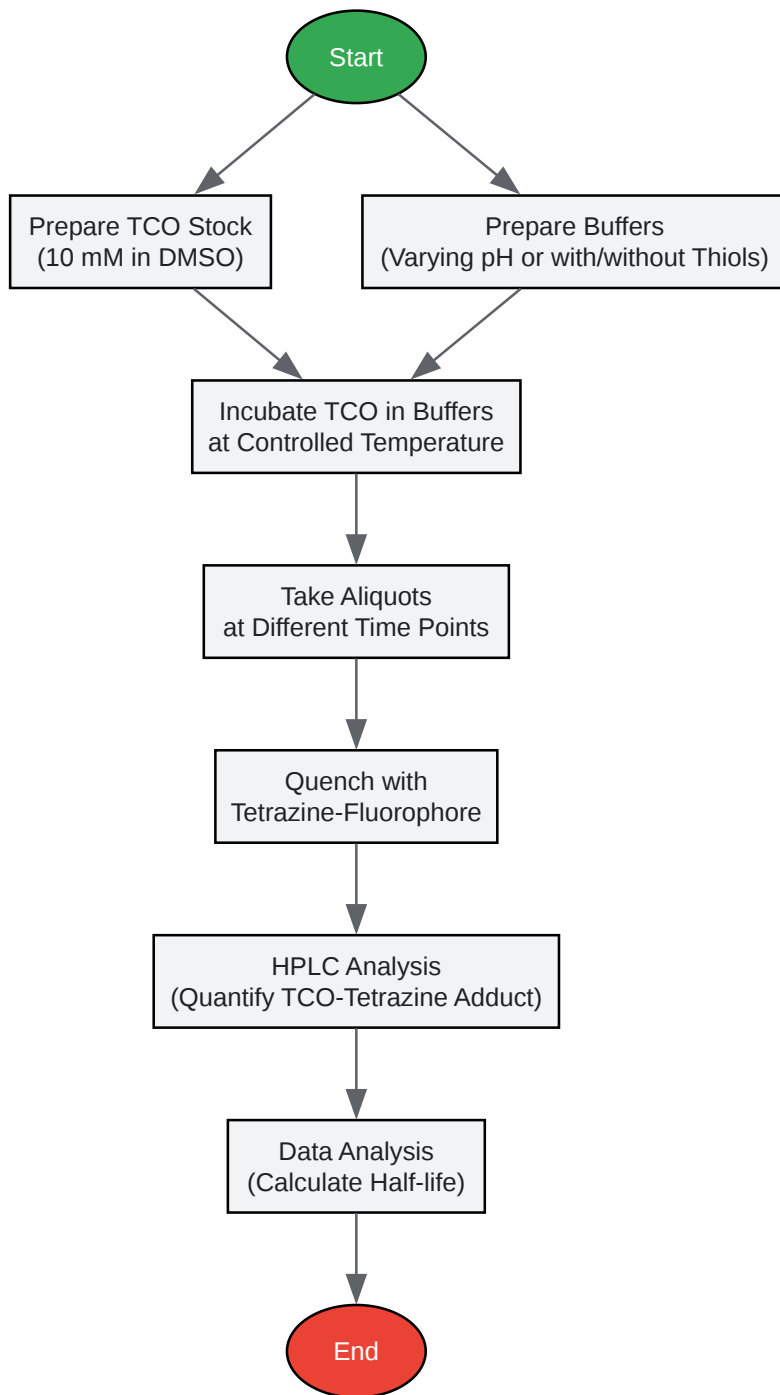 Start
Prepare TCO Stock
(10 mM in DMSO)
Prepare Buffers
(Varying pH or with/without Thiols)
Incubate TCO in Buffers
at Controlled Temperature
Take Aliquots
at Different Time Points
Quench with
Tetrazine-Fluorophore
HPLC Analysis
(Quantify TCO-Tetrazine Adduct)
Data Analysis
(Calculate Half-life)
End